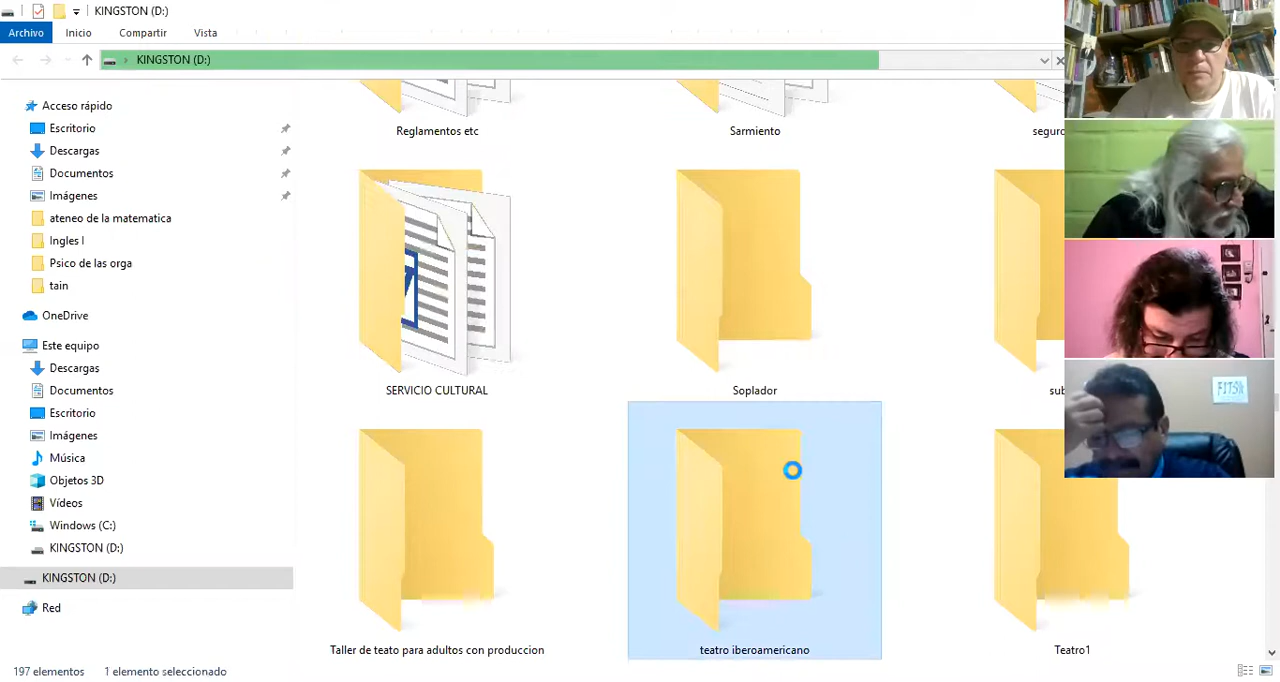 KINGSTON (D:)
Archivo Inicio Compartir Vista
KINGSTON (D:)
Acceso rápido
Escritorio
Descargas
Documentos
Imágenes
ateneo de la matematica
Ingles I
Psico de las orga
tain
OneDrive
Este equipo
Descargas
Documentos
Escritorio
Imágenes
Música
Objetos 3D
Vídeos
Windows (C:)
KINGSTON (D:)
KINGSTON (D:)
Red
Reglamentos etc
Sarmiento
seguro
SERVICIO CULTURAL
Soplador
sub
Taller de teato para adultos con produccion
teatro iberoamericano
Teatro1
197 elementos 1 elemento seleccionado